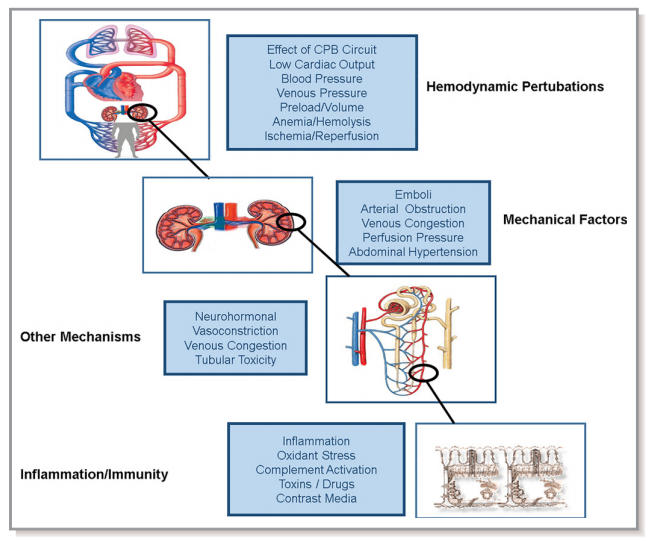 Effect of CPB Circuit
Low Cardiac Output
Blood Pressure
Venous Pressure
Preload/Volume
Anemia/Hemolysis
Ischemia/Reperfusion
Hemodynamic Pertubations
Emboli
Arterial Obstruction
Venous Congestion
Perfusion Pressure
Abdominal Hypertension
Mechanical Factors
Other Mechanisms
Neurohormonal
Vasoconstriction
Venous Congestion
Tubular Toxicity
Inflammation/Immunity
Inflammation
Oxidant Stress
Complement Activation
Toxins / Drugs
Contrast Media